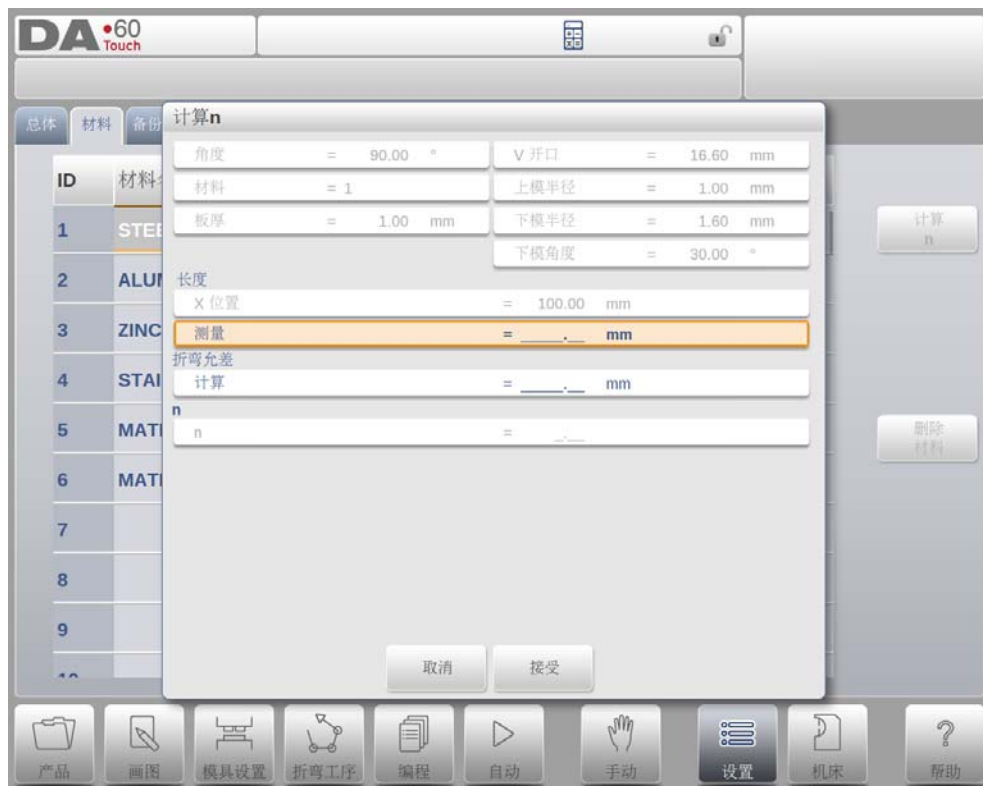 DA•60
Touch
总体 材料 备份
计算n
角度 = 90.00 °
V 开口 = 16.60 mm
材料 = 1
上模半径 = 1.00 mm
板厚 = 1.00 mm
下模半径 = 1.60 mm
下模角度 = 30.00 °
长度
X 位置 = 100.00 mm
测量 = _____.__ mm
折弯允差
计算 = _____.__ mm
n
n = _.__
取消 接受
ID 材料
1 STEE
2 ALUM
3 ZINC
4 STAI
5 MATE
6 MATE
7
8
9
计算
n
删除
材料
产品 画图 模具设置 折弯工序 编程 自动 手动 设置 机床 帮助